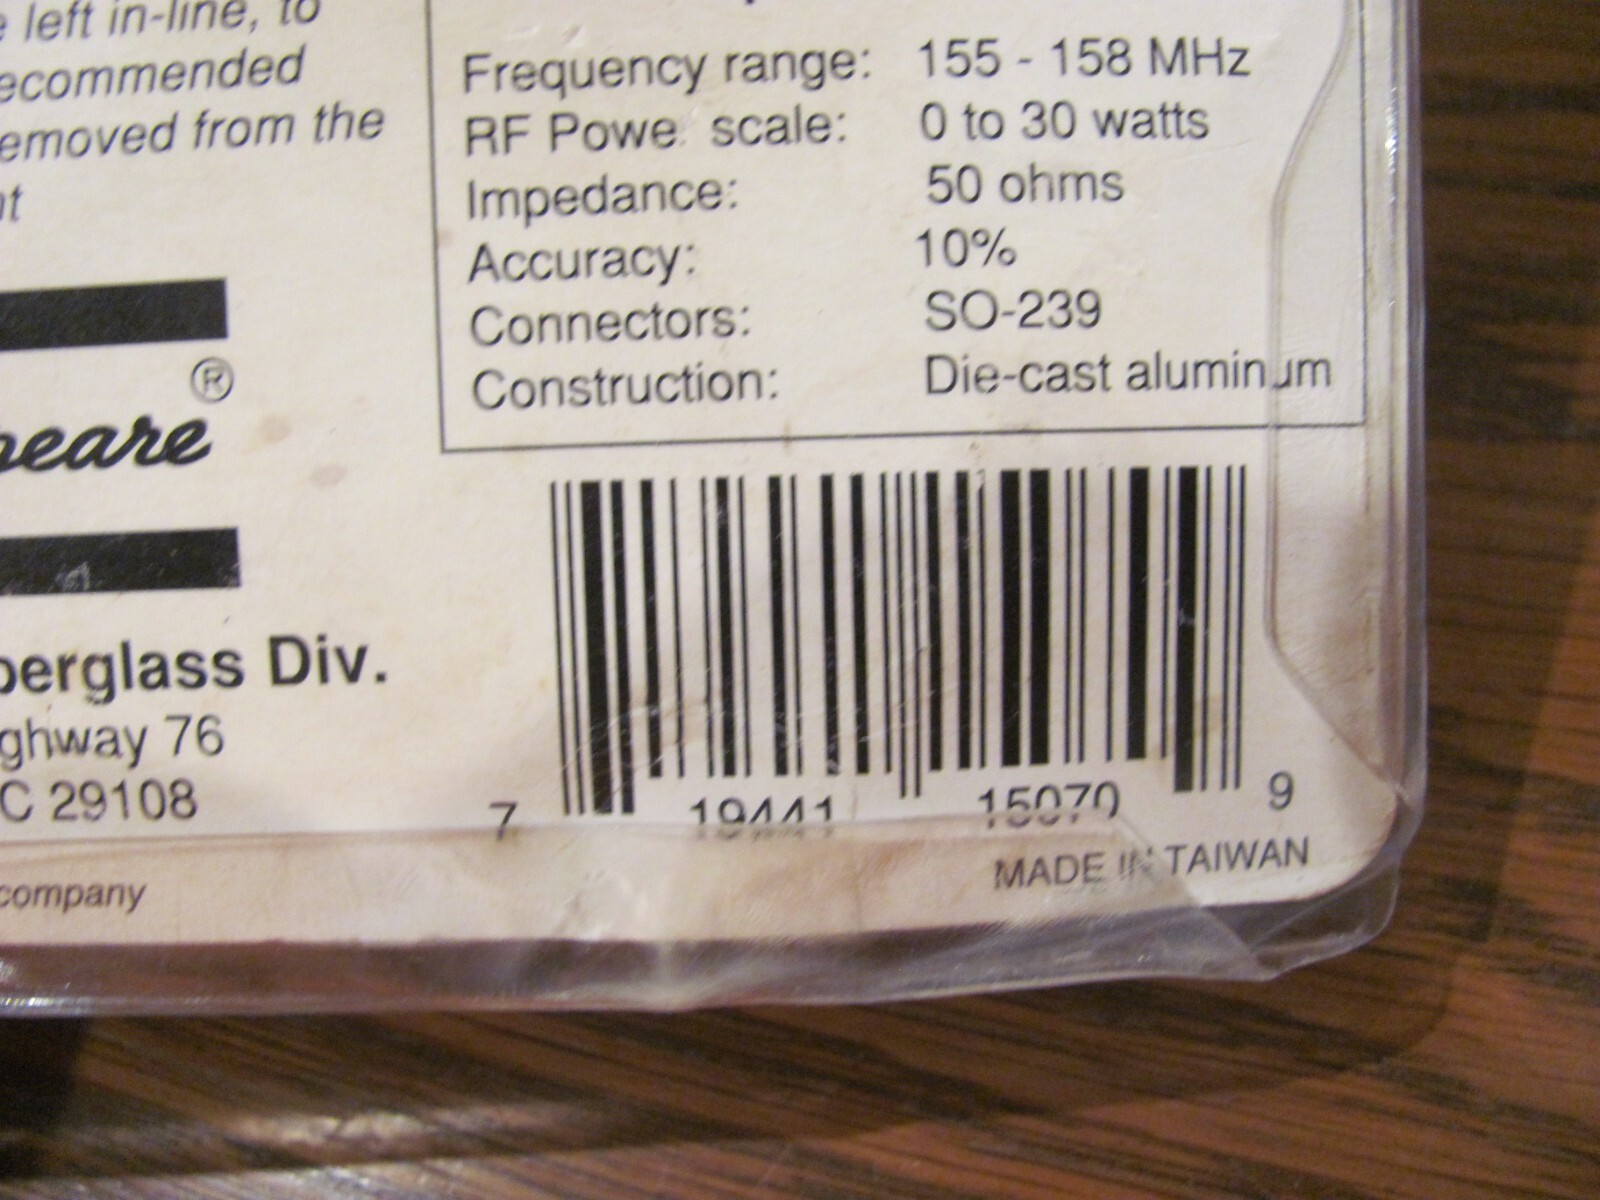 left in-line, to
ecommended
emoved from the
nt
Frequency range: 155 - 158 MHz
RF Powe scale: 0 to 30 watts
Impedance: 50 ohms
Accuracy: 10%
Connectors: SO-239
Construction: Die-cast aluminum
®
peare
berglass Div.
ghway 76
C 29108
company
7 19441 15070 9
MADE IN TAIWAN